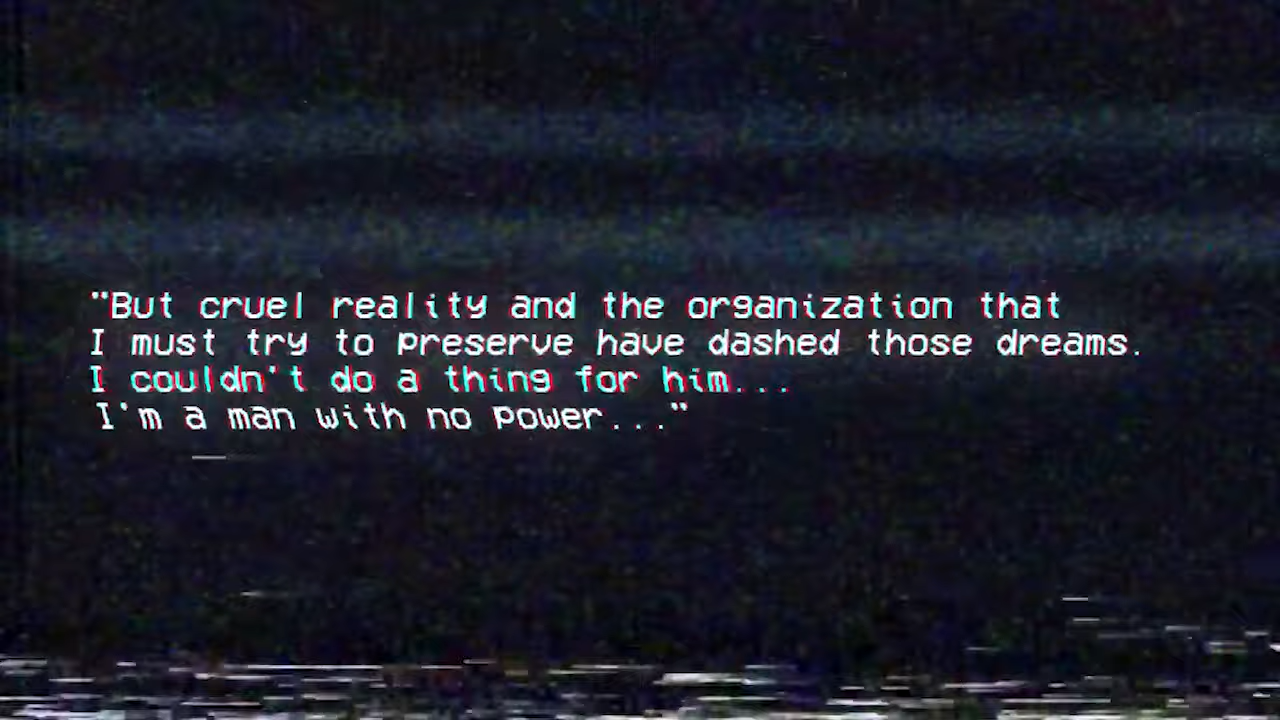 "But cruel reality and the organization that
I must try to preserve have dashed those dreams.
I couldn't do a thing for him...
I'm a man with no power..."